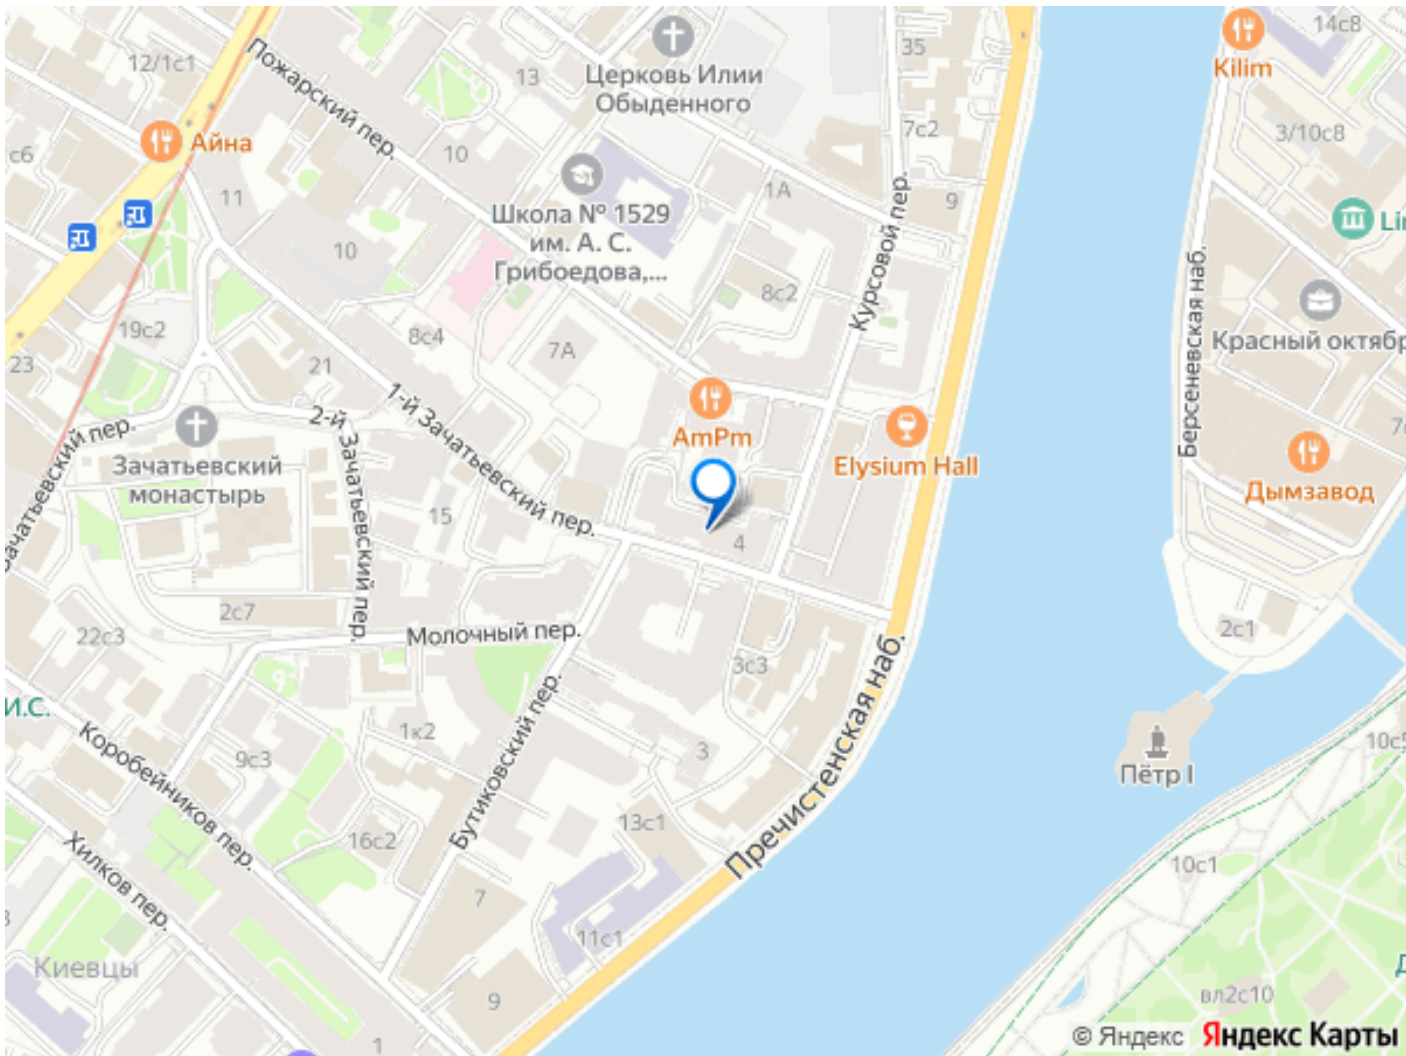 14с8
35
Kilim
Пожарский пер.
12/1с1
13
Церковь Илии
Обыденного
7с2
3/10с8
с6
Айна
10
11
Школа № 1529
им. А. С.
Грибоедова,...
1А
9
Курсовой пер.
Lin
10
8с2
Берсеневская наб.
19с2
8с4
7А
Красный октябр
23
21
1-й Зачатьевский пер.
AmPm
2-й Зачатьевский пер.
Зачатьевский пер.
Зачатьевский
монастырь
Elysium Hall
Дымзавод
15
4
2с7
22с3
Молочный пер.
2с1
3с3
И.С.
Пречистенская наб.
Коробейников пер.
1к2
Бутиковский пер.
3
9с3
Пётр I
10с5
16с2
13с1
Хилков пер.
10с1
7
11с1
Киевцы
9
вл2с10
1
© Яндекс Яндекс Карты